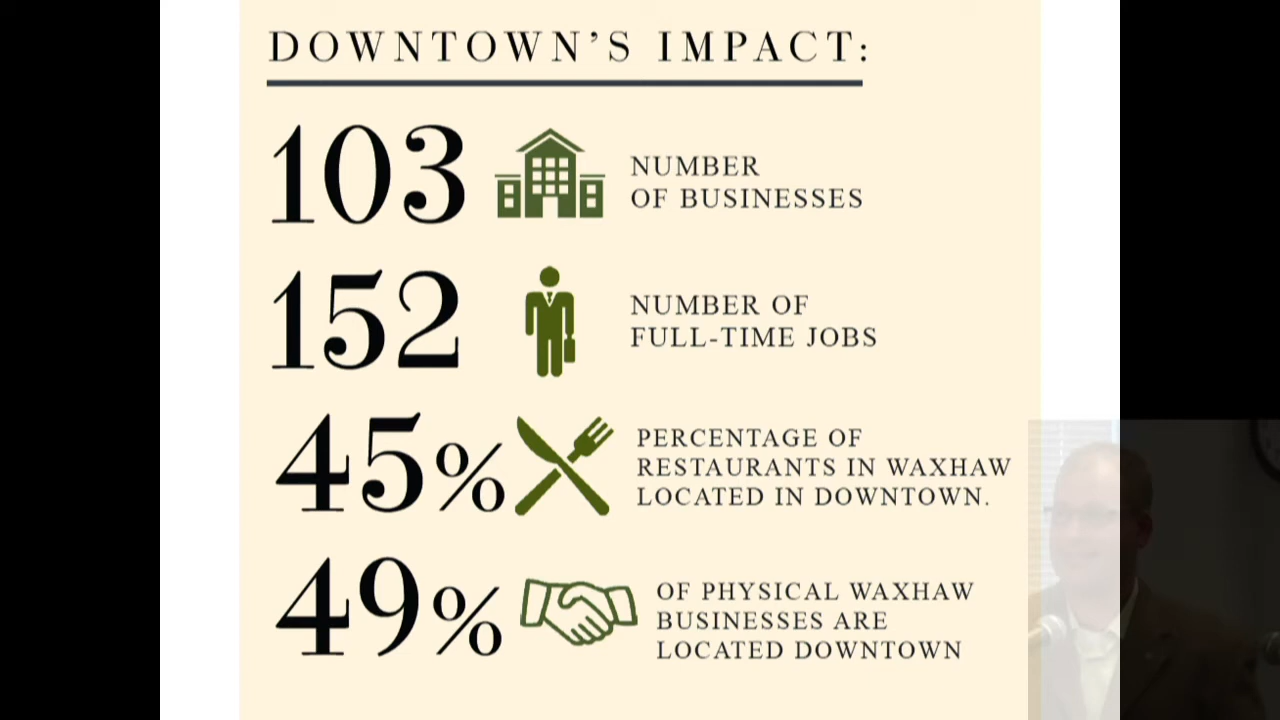 DOWNTOWN'S IMPACT:
103
NUMBER
OF BUSINESSES
152
NUMBER OF
FULL-TIME JOBS
45%
PERCENTAGE OF
RESTAURANTS IN WAXHAW
LOCATED IN DOWNTOWN.
49%
OF PHYSICAL WAXHAW
BUSINESSES ARE
LOCATED DOWNTOWN